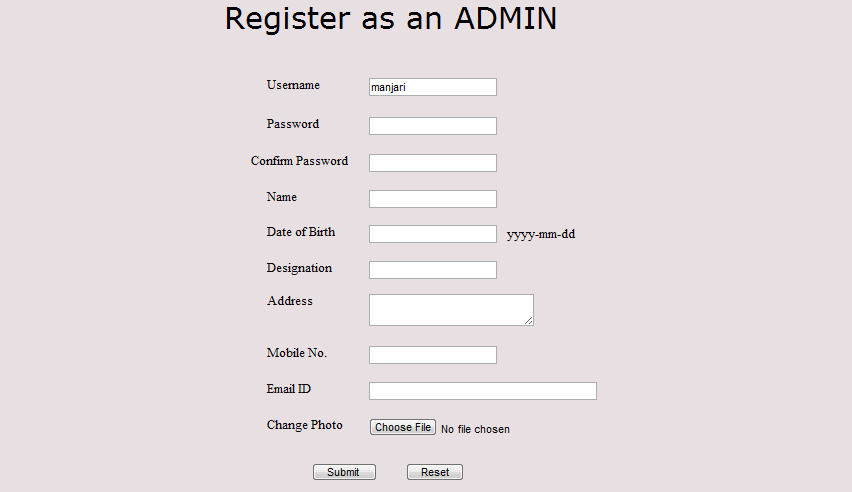 Register as an ADMIN
Username manjari
Password
Confirm Password
Name
Date of Birth yyyy-mm-dd
Designation
Address
Mobile No.
Email ID
Change Photo Choose File No file chosen
Submit Reset